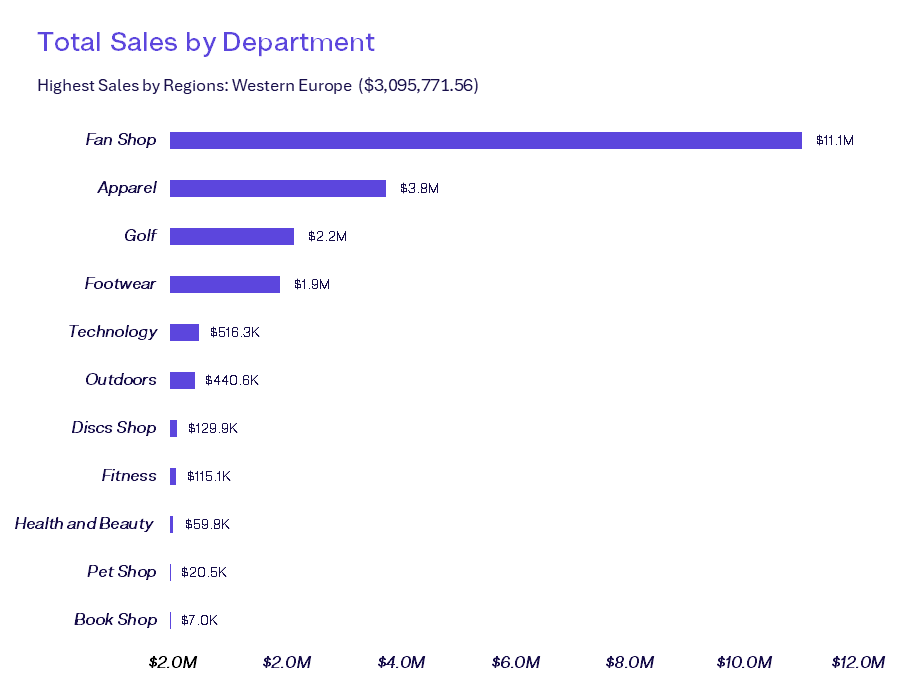 Total Sales by Department
Highest Sales by Regions: Western Europe ($3,095,771.56)
Fan Shop $11.1M
Apparel $3.8M
Golf $2.2M
Footwear $1.9M
Technology $516.3K
Outdoors $440.6K
Discs Shop $129.9K
Fitness $115.1K
Health and Beauty $59.8K
Pet Shop $20.5K
Book Shop $7.0K
$2.0M $2.0M $4.0M $6.0M $8.0M $10.0M $12.0M